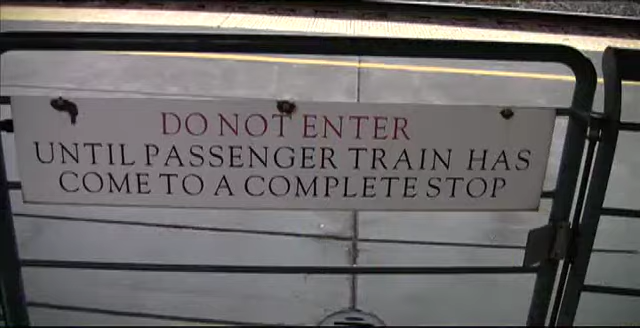 DO NOT ENTER
UNTIL PASSENGER TRAIN HAS
COME TO A COMPLETE STOP